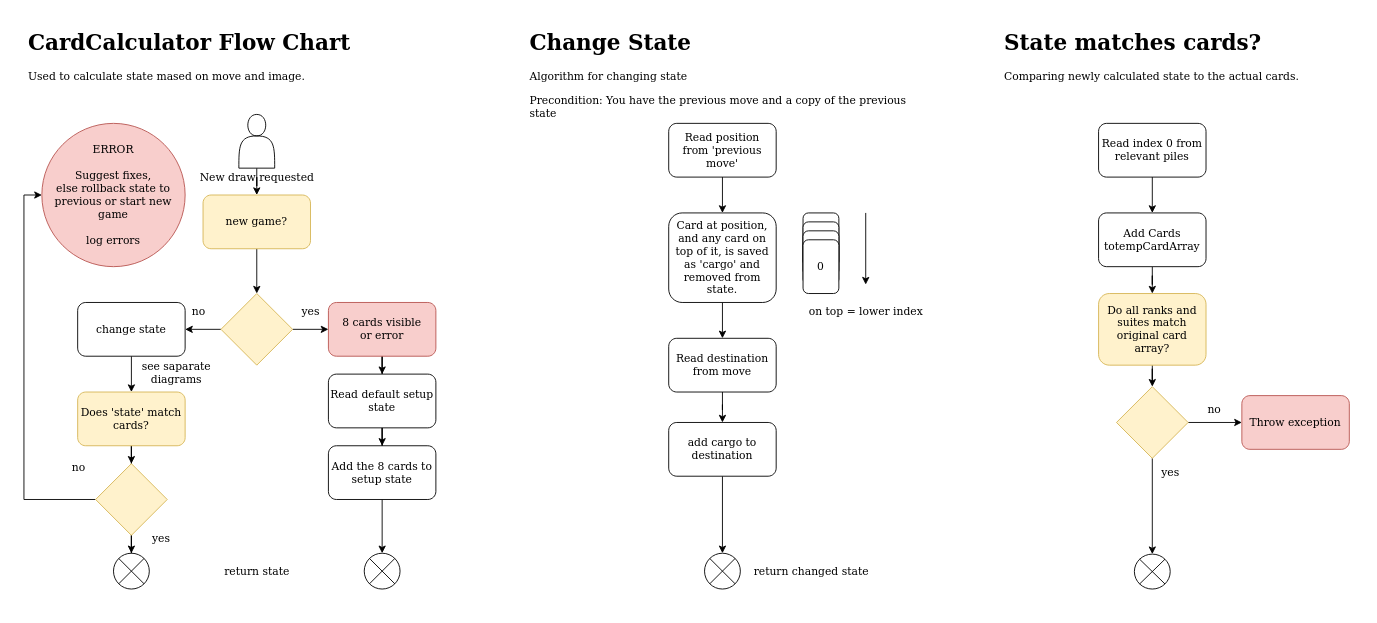 CardCalculator Flow Chart
Used to calculate state mased on move and image.
ERROR
Suggest fixes,
else rollback state to
previous or start new
game
log errors
New draw requested
new game?
no
yes
change state
8 cards visible
or error
see saparate
diagrams
Read default setup
state
Does 'state' match
cards?
Add the 8 cards to
setup state
no
yes
return state
Change State
Algorithm for changing state
Precondition: You have the previous move and a copy of the previous
state
Read position
from 'previous
move'
Card at position,
and any card on
top of it, is saved
as 'cargo' and
removed from
state.
0
on top = lower index
Read destination
from move
add cargo to
destination
return changed state
State matches cards?
Comparing newly calculated state to the actual cards.
Read index 0 from
relevant piles
Add Cards
totempCardArray
Do all ranks and
suites match
original card
array?
no
Throw exception
yes